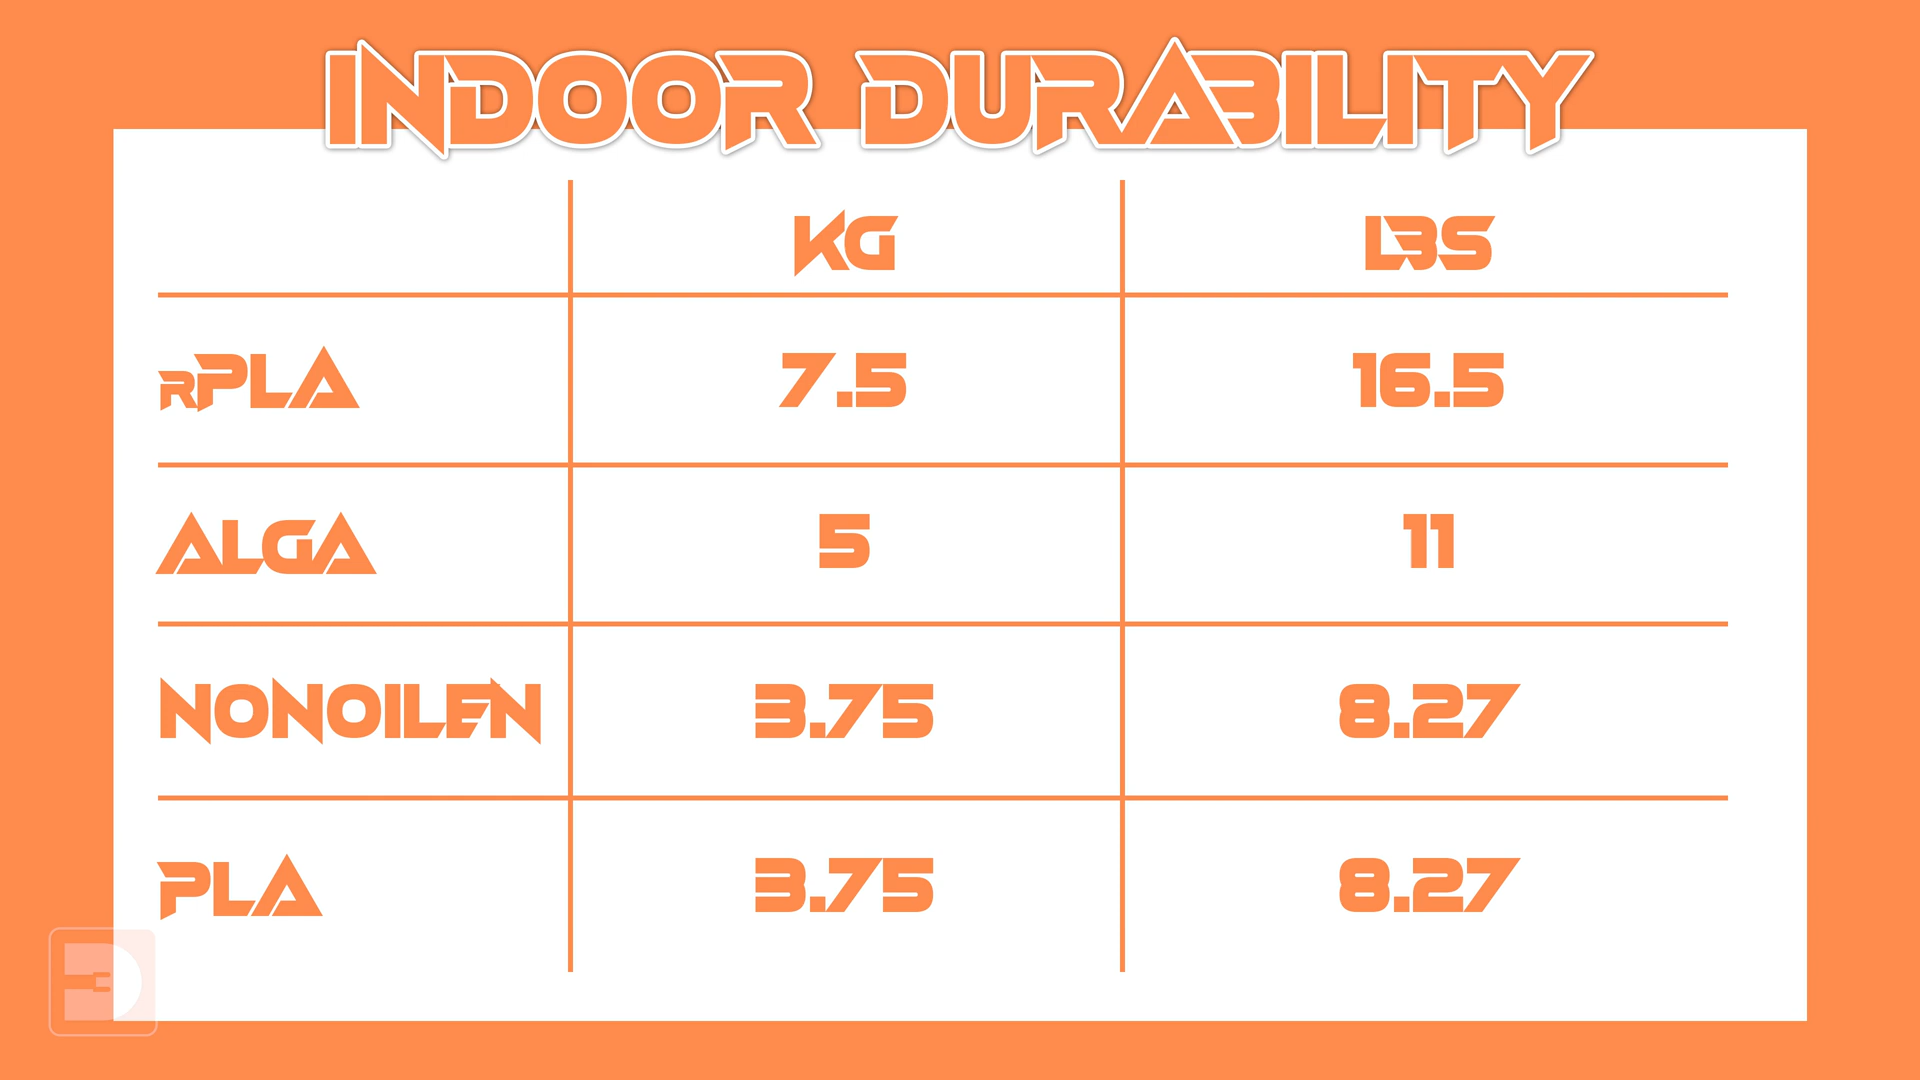 INDOOR DURABILITY
KG LBS
rPLA 7.5 16.5
ALGA 5 11
NONOILEN 3.75 8.27
PLA 3.75 8.27